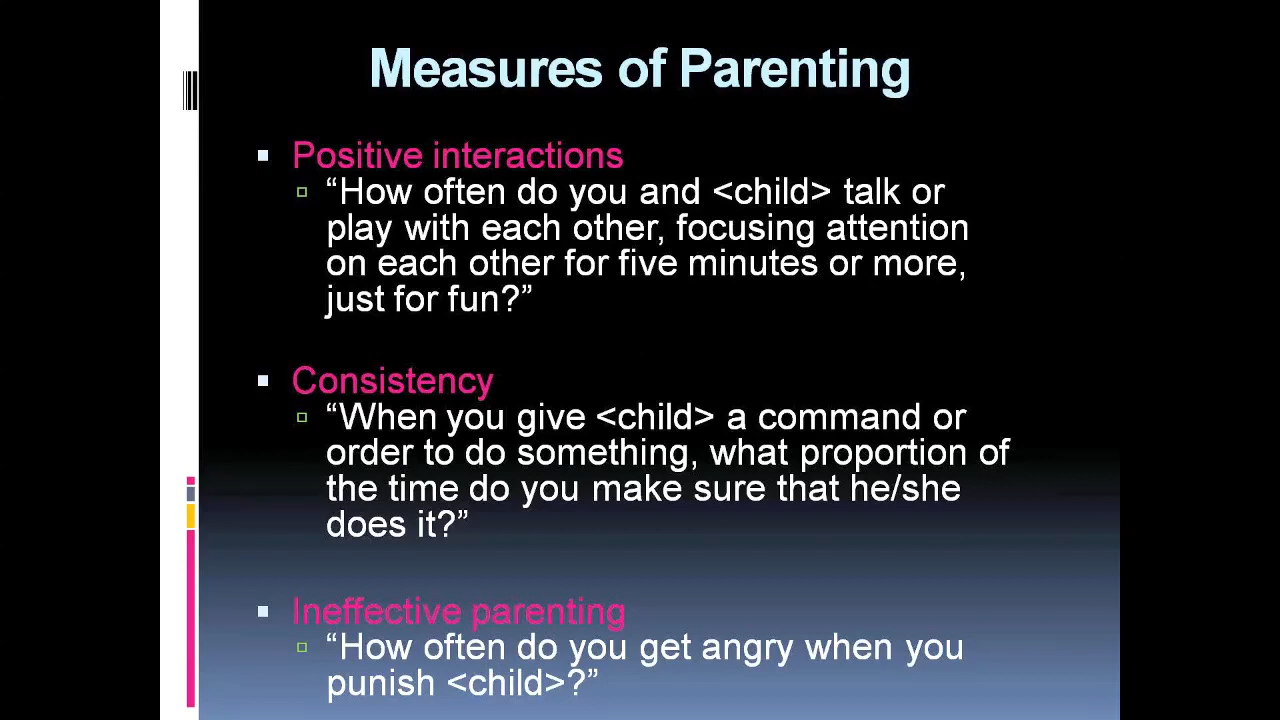 Measures of Parenting
Positive interactions
“How often do you and <child> talk or
play with each other, focusing attention
on each other for five minutes or more,
just for fun?”
Consistency
“When you give <child> a command or
order to do something, what proportion of
the time do you make sure that he/she
does it?”
Ineffective parenting
“How often do you get angry when you
punish <child>?”